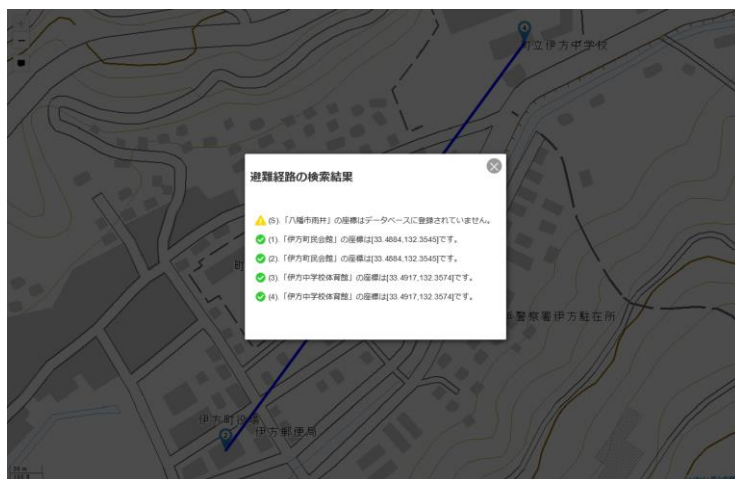 4
町立伊方中学校
避難経路の検索結果
(S).「八幡市雨井」の座標はデータベースに登録されていません。
(1).「伊方町民会館」の座標は[33.4884,132.3545]です。
(2).「伊方町民会館」の座標は[33.4884,132.3545]です。
(3).「伊方中学校体育館」の座標は[33.4917,132.3574]です。
(4).「伊方中学校体育館」の座標は[33.4917,132.3574]です。
町
警察署伊方駐在所
伊方町役場
2
伊方郵便局